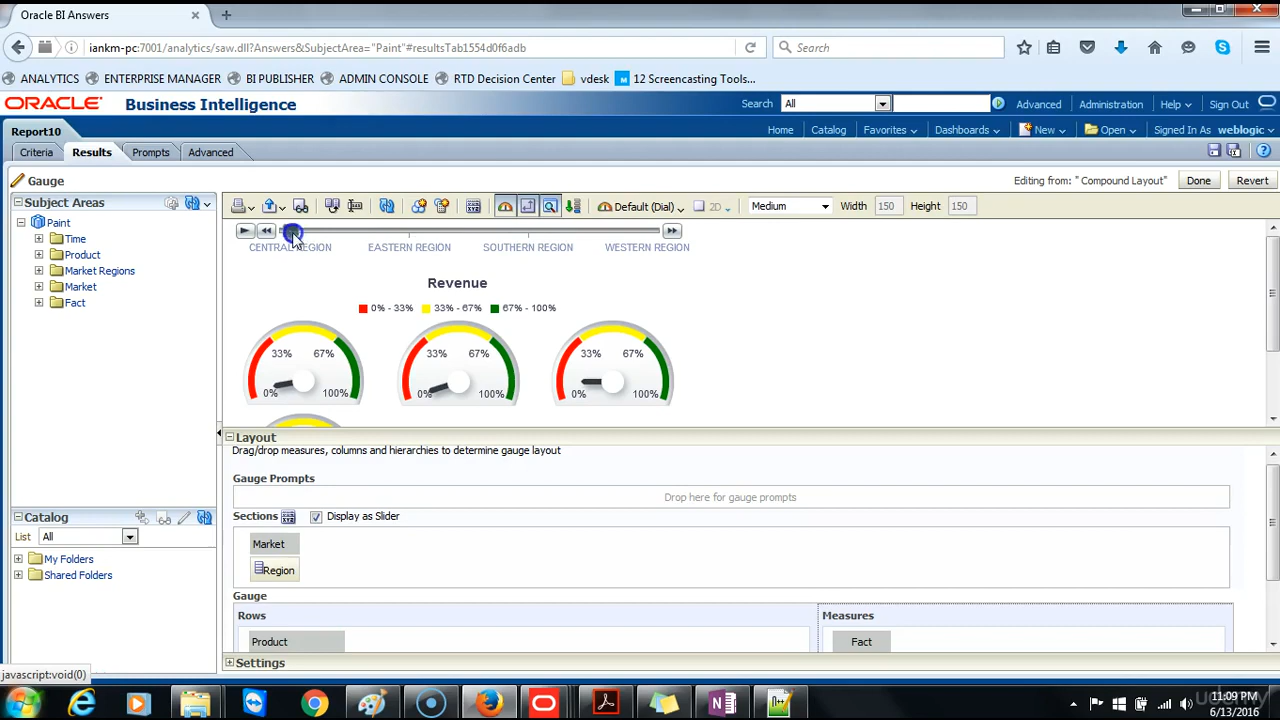 Oracle BI Answers
iankm-pc:7001/analytics/saw.dll?Answers&SubjectArea="Paint"#resultsTab1554d0f6adb
Search
ANALYTICS ENTERPRISE MANAGER BI PUBLISHER ADMIN CONSOLE RTD Decision Center vdesk 12 Screencasting Tools...
ORACLE Business Intelligence
Search All Advanced Administration Help Sign Out
Report10
Home Catalog Favorites Dashboards New Open Signed In As weblogic
Criteria Results Prompts Advanced
Gauge
Editing from: " Compound Layout" Done Revert
Subject Areas
Default (Dial) 2D Medium Width 150 Height 150
Paint
Time
Product
Market Regions
Market
Fact
CENTRAL REGION EASTERN REGION SOUTHERN REGION WESTERN REGION
Revenue
0% - 33% 33% - 67% 67% - 100%
33% 67% 33% 67% 33% 67%
0% 100% 0% 100% 0% 100%
Layout
Drag/drop measures, columns and hierarchies to determine gauge layout
Gauge Prompts
Drop here for gauge prompts
Sections Display as Slider
Market
Region
Gauge
Rows Measures
Product Fact
Settings
Catalog
List All
My Folders
Shared Folders
javascript:void(0)
11:09 PM
6/13/2016
udemy